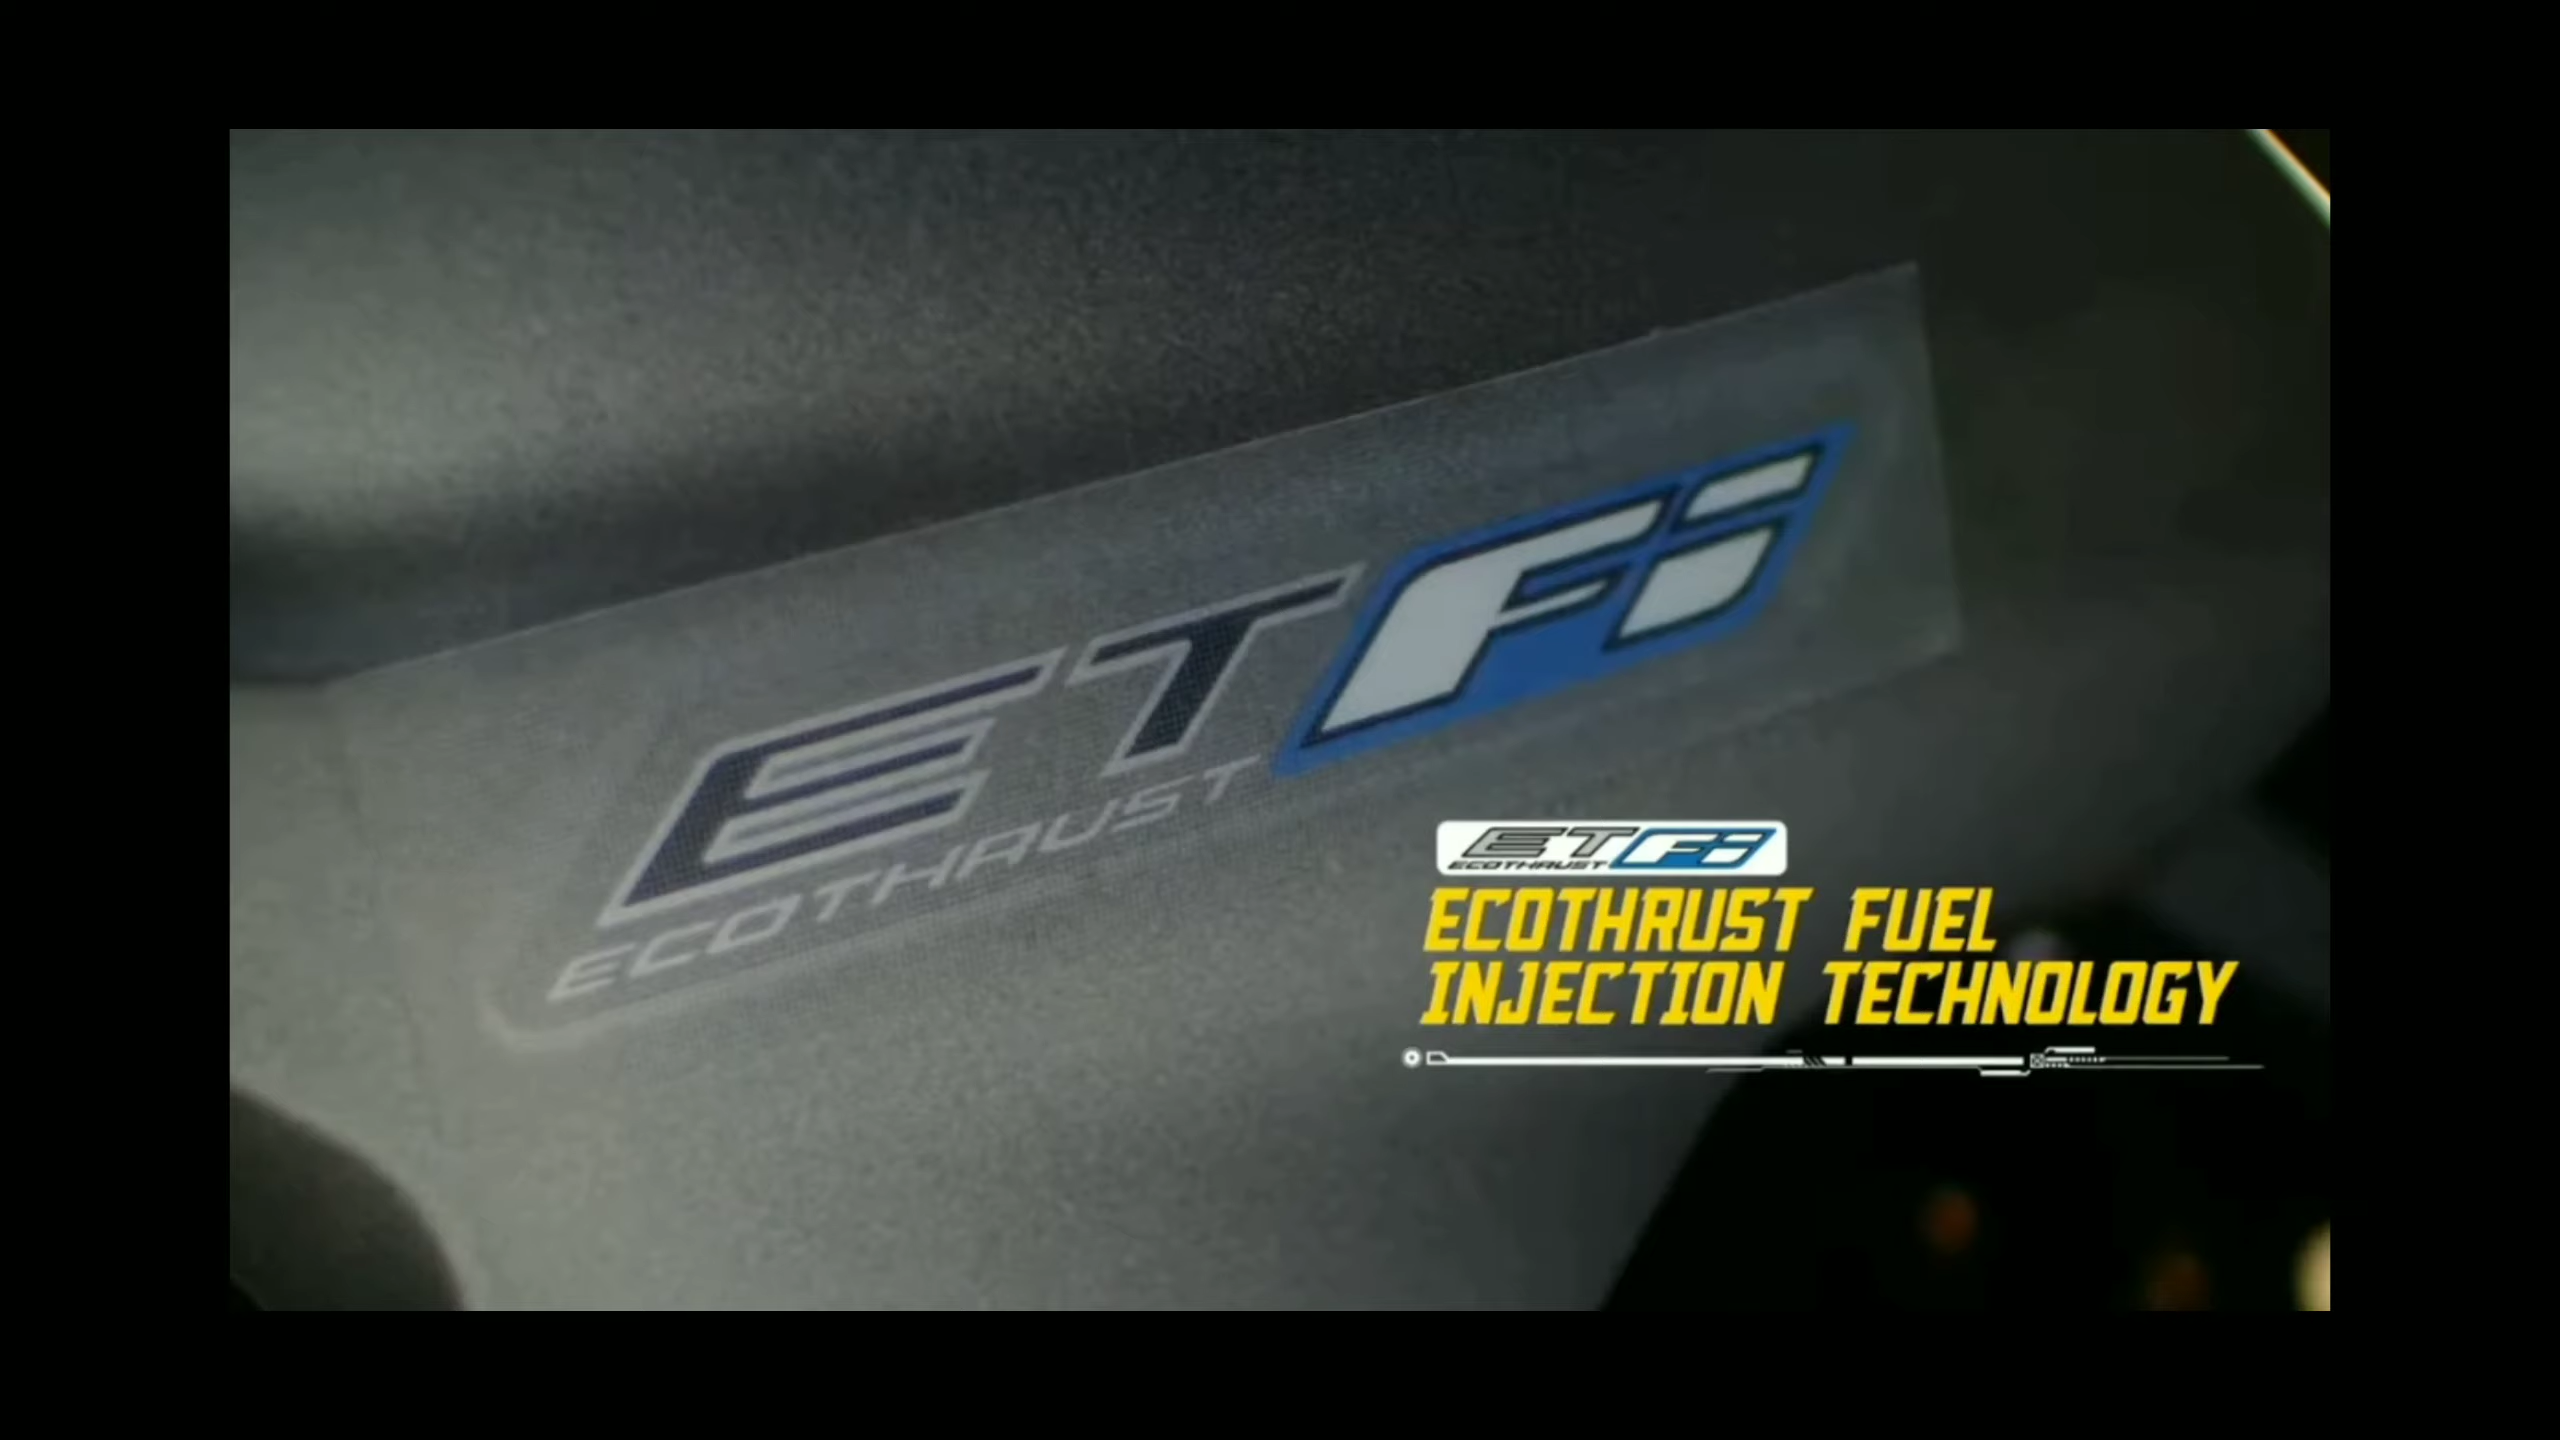 ETFi
ECOTHRUST
ETFi
ECOTHRUST
ECOTHRUST FUEL
INJECTION TECHNOLOGY